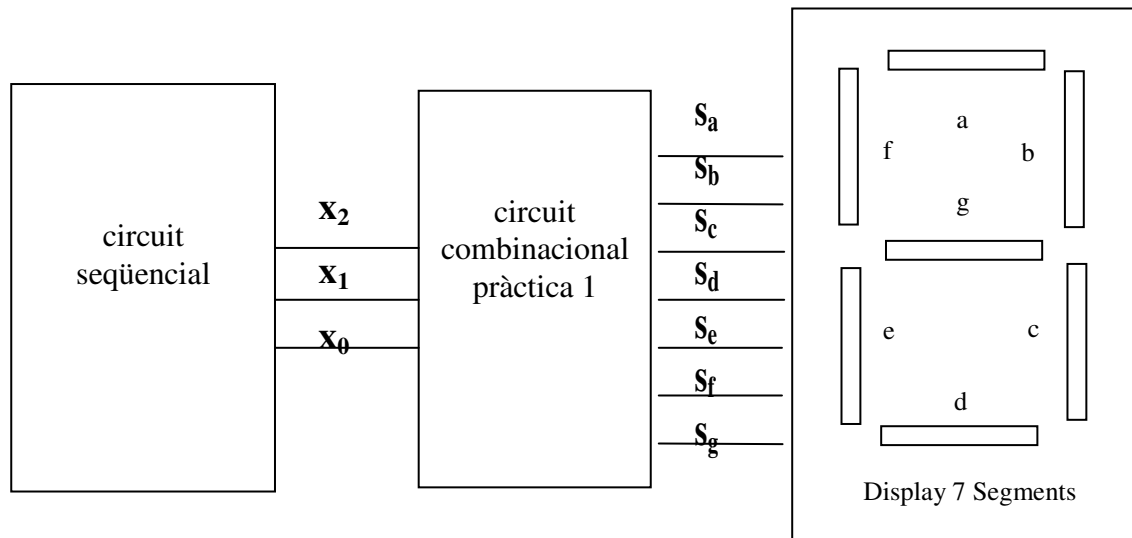 circuit
seqüencial
x2
x1
x0
circuit
combinacional
pràctica 1
Sa
Sb
Sc
Sd
Se
Sf
Sg
a
f
b
g
e
c
d
Display 7 Segments